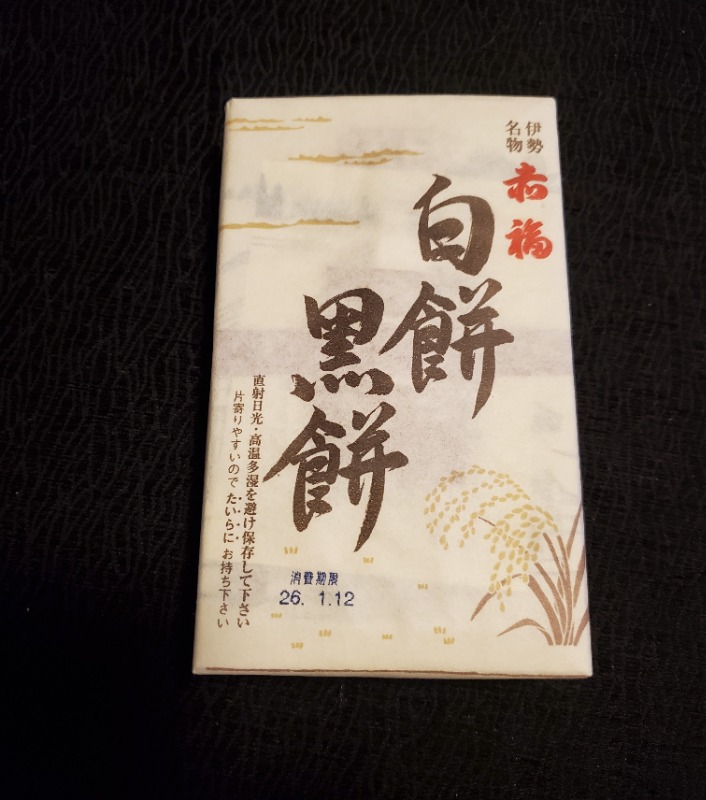 伊勢
名物
赤福
白餅
黒餅
直射日光・高温多湿を避け保存して下さい
片寄りやすいのでたいらにお持ち下さい
消費期限
26. 1.12